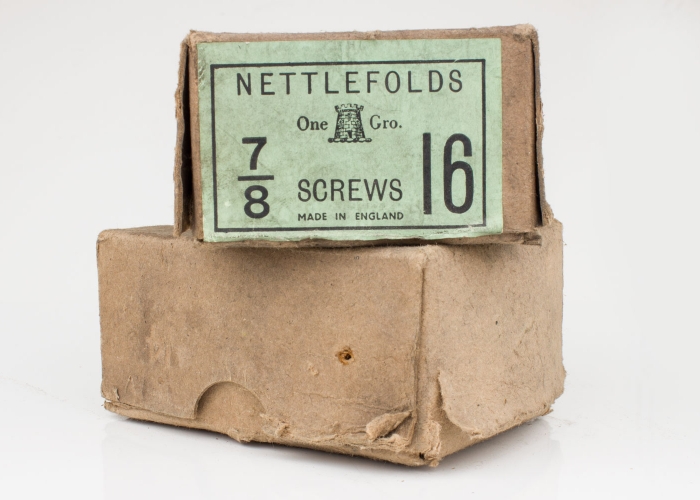 NETTLEFOLDS
One Gro.
7/8 SCREWS 16
MADE IN ENGLAND